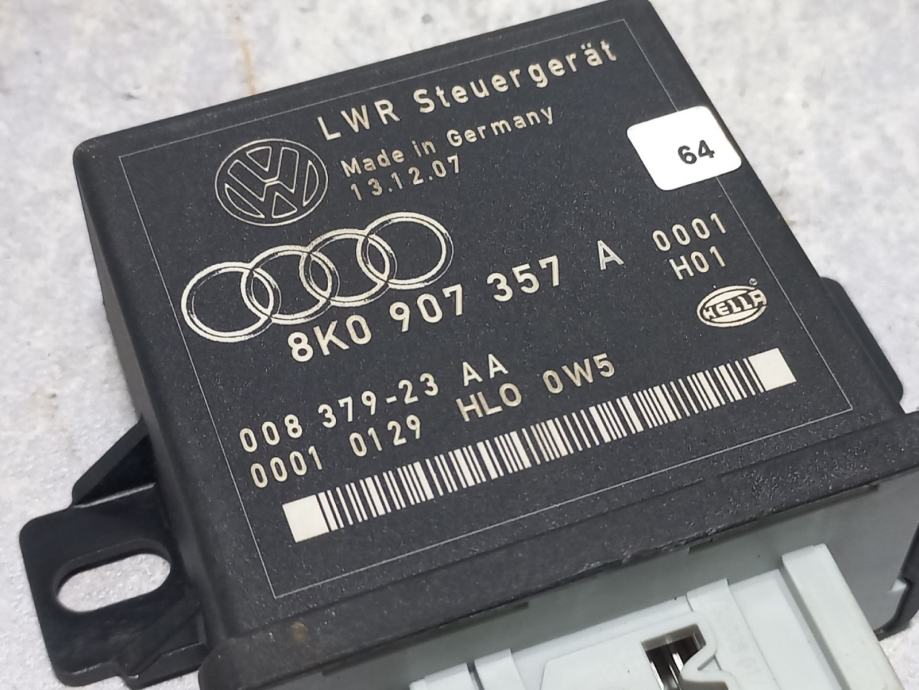 LWR Steuergerät
Made in Germany
13.12.07
64
8K0 907 357 A 0001
H01
HELLA
008 379-23 AA
0001 0129 HLO 0W5